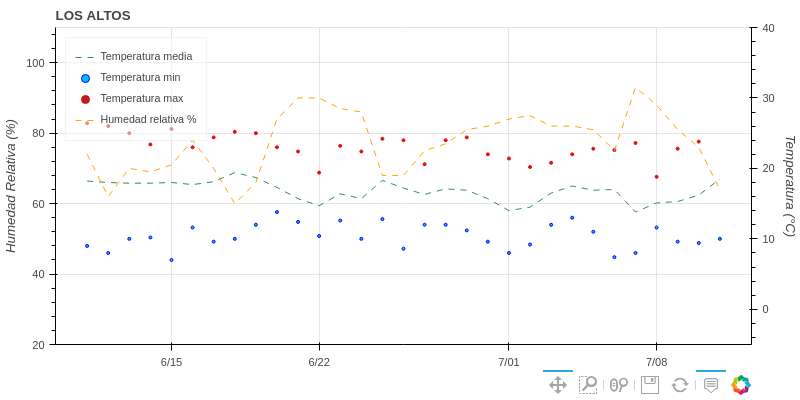 LOS ALTOS
Temperatura media
Temperatura min
Temperatura max
Humedad relativa %
100
80
60
40
20
Humedad Relativa (%)
40
30
20
10
0
Temperatura (°C)
6/15
6/22
7/01
7/08